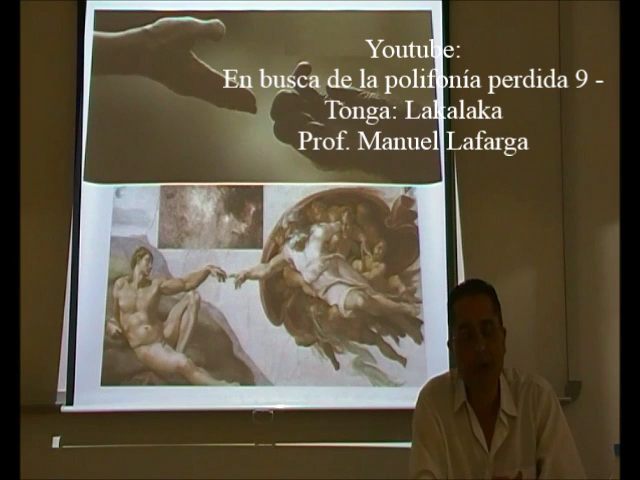 Youtube:
En busca de la polifonía perdida 9 -
Tonga: Lakalaka
Prof. Manuel Lafarga